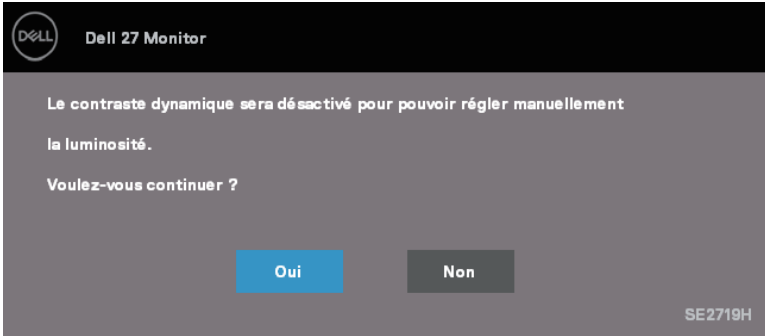 DELL
Dell 27 Monitor
Le contraste dynamique sera désactivé pour pouvoir régler manuellement
la luminosité.
Voulez-vous continuer ?
Oui
Non
SE2719H